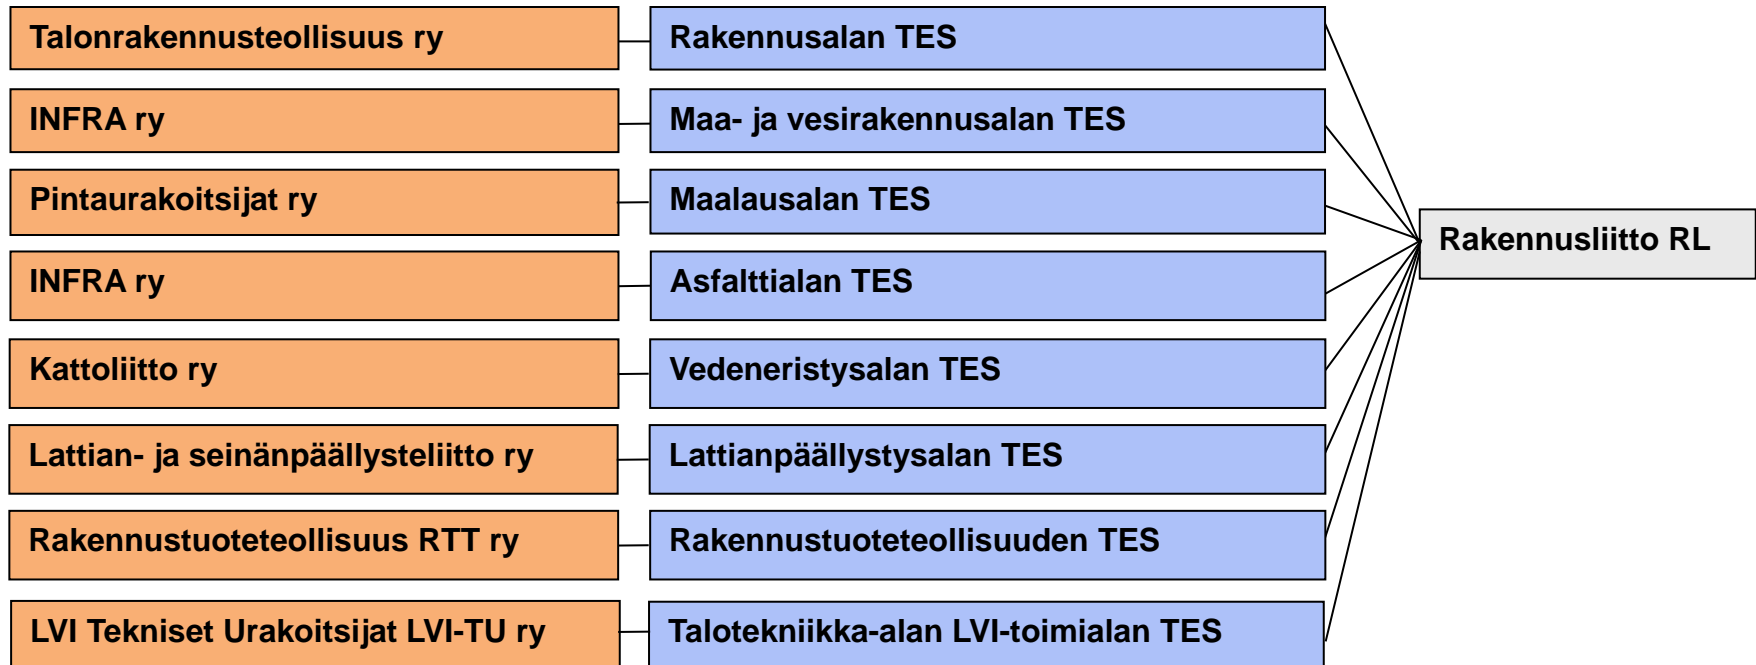 Talonrakennusteollisuus ry
Rakennusalan TES
INFRA ry
Maa- ja vesirakennusalan TES
Pintaurakoitsijat ry
Maalausalan TES
Rakennusliitto RL
INFRA ry
Asfalttialan TES
Kattoliitto ry
Vedeneristysalan TES
Lattian- ja seinänpäällysteliitto ry
Lattianpäällystysalan TES
Rakennustuoteteollisuus RTT ry
Rakennustuoteteollisuuden TES
LVI Tekniset Urakoitsijat LVI-TU ry
Talotekniikka-alan LVI-toimialan TES